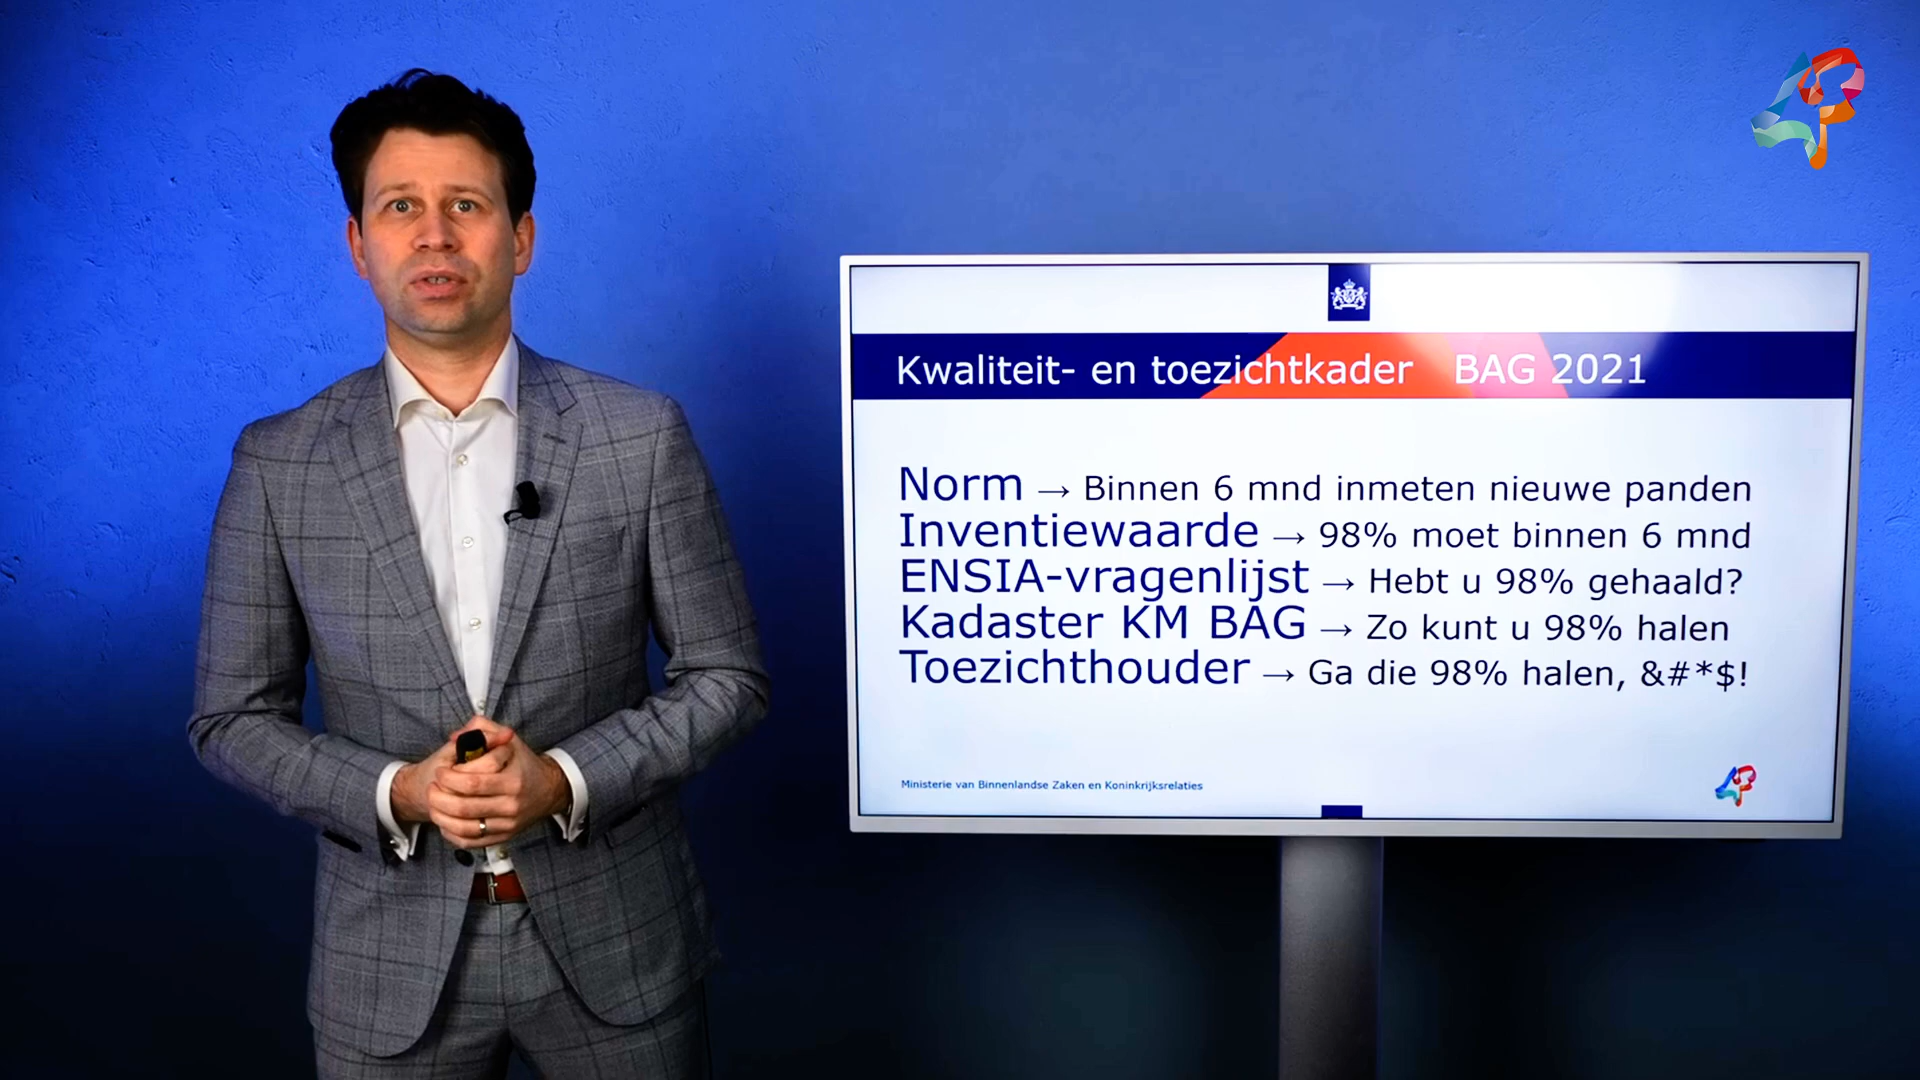 Kwaliteit- en toezichtkader BAG 2021
Norm → Binnen 6 mnd inmeten nieuwe panden
Inventiewaarde → 98% moet binnen 6 mnd
ENSIA-vragenlijst → Hebt u 98% gehaald?
Kadaster KM BAG → Zo kunt u 98% halen
Toezichthouder → Ga die 98% halen, &#*$!
Ministerie van Binnenlandse Zaken en Koninkrijksrelaties